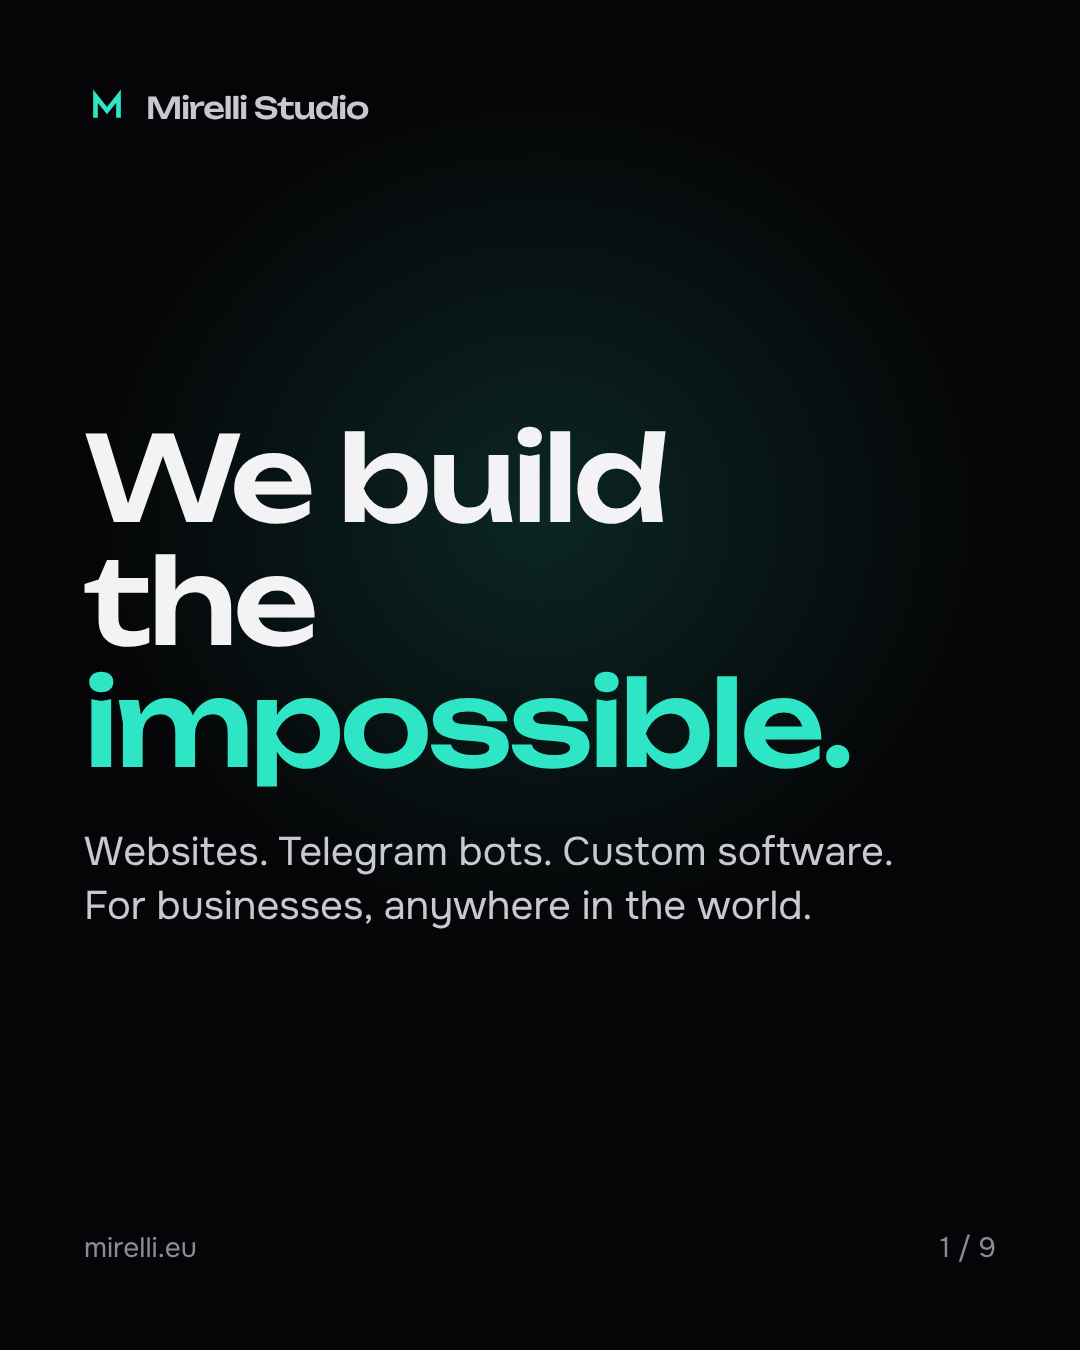 Mirelli Studio
We build
the
impossible.
Websites. Telegram bots. Custom software.
For businesses, anywhere in the world.
mirelli.eu
1 / 9